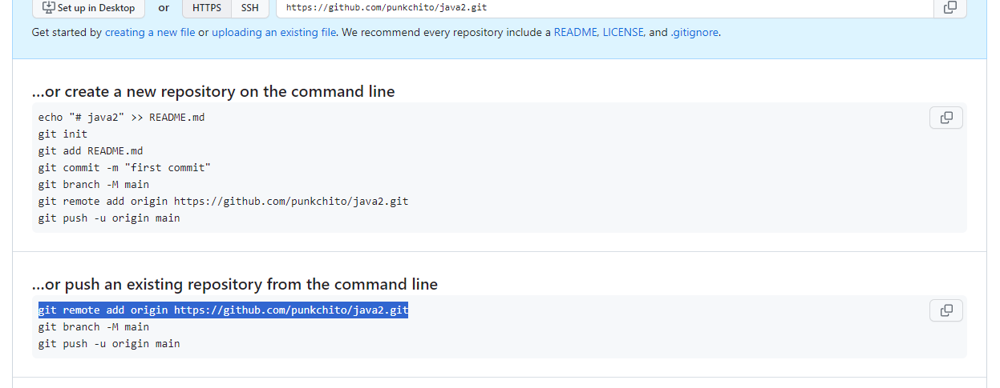 Set up in Desktop or HTTPS SSH https://github.com/punkchito/java2.git
Get started by creating a new file or uploading an existing file. We recommend every repository include a README, LICENSE, and .gitignore.
...or create a new repository on the command line
echo "# java2" >> README.md
git init
git add README.md
git commit -m "first commit"
git branch -M main
git remote add origin https://github.com/punkchito/java2.git
git push -u origin main
...or push an existing repository from the command line
git remote add origin https://github.com/punkchito/java2.git
git branch -M main
git push -u origin main